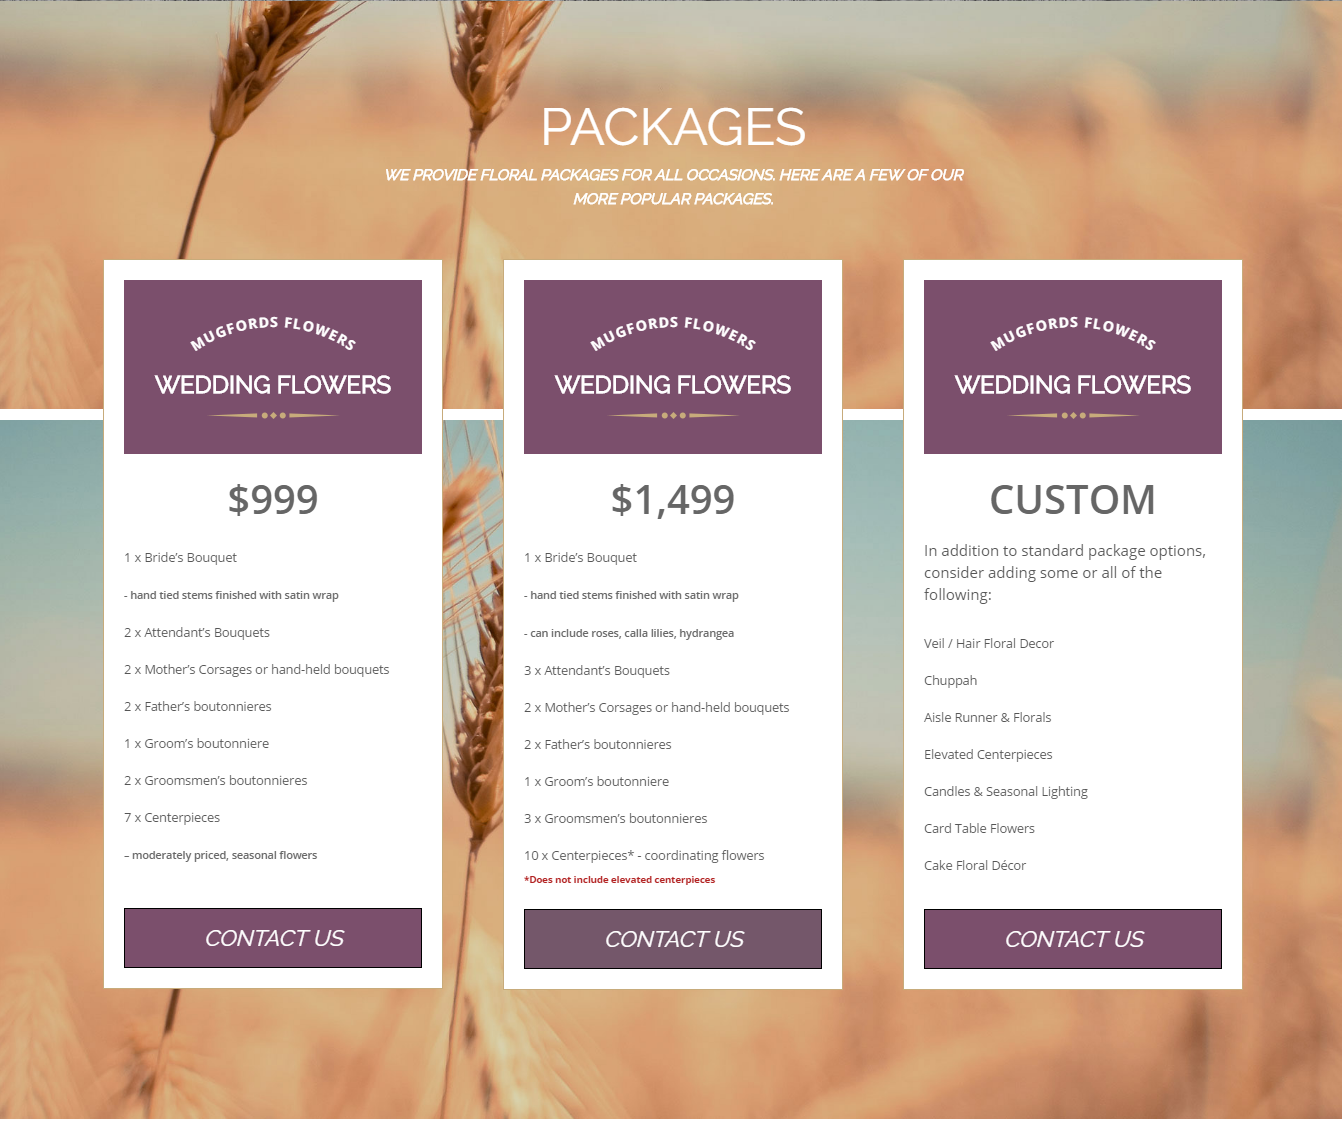 PACKAGES
WE PROVIDE FLORAL PACKAGES FOR ALL OCCASIONS. HERE ARE A FEW OF OUR
MORE POPULAR PACKAGES.
MUGFORDS FLOWERS
WEDDING FLOWERS
$999
1 x Bride's Bouquet
- hand tied stems finished with satin wrap
2 x Attendant's Bouquets
2 x Mother's Corsages or hand-held bouquets
2 x Father's boutonnieres
1 x Groom's boutonniere
2 x Groomsmen's boutonnieres
7 x Centerpieces
– moderately priced, seasonal flowers
CONTACT US
MUGFORDS FLOWERS
WEDDING FLOWERS
$1,499
1 x Bride's Bouquet
- hand tied stems finished with satin wrap
- can include roses, calla lilies, hydrangea
3 x Attendant's Bouquets
2 x Mother's Corsages or hand-held bouquets
2 x Father's boutonnieres
1 x Groom's boutonniere
3 x Groomsmen's boutonnieres
10 x Centerpieces* - coordinating flowers
*Does not include elevated centerpieces
CONTACT US
MUGFORDS FLOWERS
WEDDING FLOWERS
CUSTOM
In addition to standard package options,
consider adding some or all of the
following:
Veil / Hair Floral Decor
Chuppah
Aisle Runner & Florals
Elevated Centerpieces
Candles & Seasonal Lighting
Card Table Flowers
Cake Floral Décor
CONTACT US